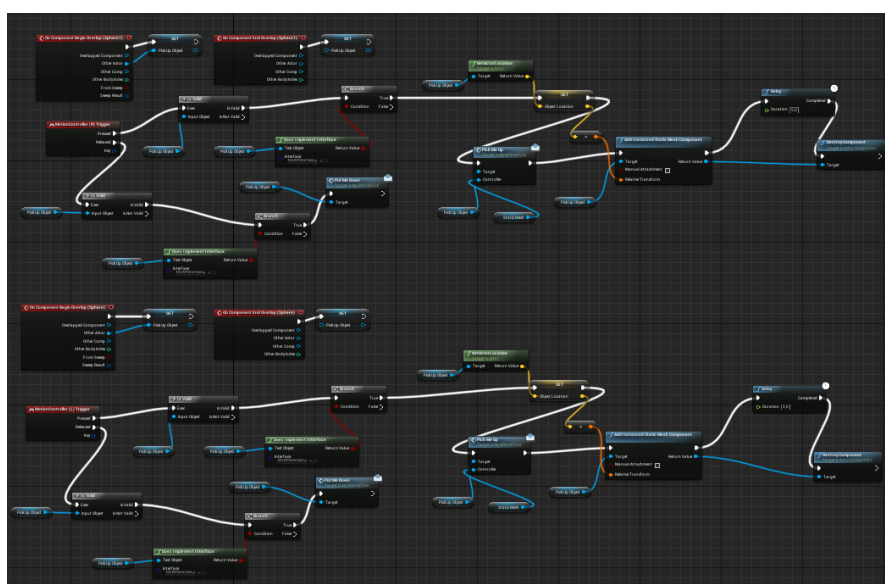 On Component Begin Overlap (Sphere1)
Overlapped Component
Other Actor
Other Comp
Other Body Index
From Sweep
Sweep Result
SET
Pick Up Object
On Component End Overlap (Sphere1)
Overlapped Component
Other Actor
Other Comp
Other Body Index
SET
Pick Up Object
MotionController (R) Trigger
Pressed
Released
Key
Is Valid
Exec
Is Valid
Input Object
Is Not Valid
Pick Up Object
Branch
True
Condition
False
Does Implement Interface
Test Object
Return Value
Interface
Pick Up Object
GetActorLocation
Target
Return Value
Pick Up Object
SET
Object Location
Pick Me Up
Target
Controller
Pick Up Object
Static Mesh
Add Instanced Static Mesh Component
Target
Return Value
Manual Attachment
Relative Transform
Pick Up Object
Delay
Completed
Duration
Destroy Component
Target
Is Valid
Exec
Is Valid
Input Object
Is Not Valid
Pick Up Object
Branch
True
Condition
False
Put Me Down
Target
Pick Up Object
Does Implement Interface
Test Object
Return Value
Interface
Pick Up Object
On Component Begin Overlap (Sphere)
Overlapped Component
Other Actor
Other Comp
Other Body Index
From Sweep
Sweep Result
SET
Pick Up Object
On Component End Overlap (Sphere)
Overlapped Component
Other Actor
Other Comp
Other Body Index
SET
Pick Up Object
MotionController (L) Trigger
Pressed
Released
Key
Is Valid
Exec
Is Valid
Input Object
Is Not Valid
Pick Up Object
Branch
True
Condition
False
Does Implement Interface
Test Object
Return Value
Interface
Pick Up Object
GetActorLocation
Target
Return Value
Pick Up Object
SET
Object Location
Pick Me Up
Target
Controller
Pick Up Object
Static Mesh
Add Instanced Static Mesh Component
Target
Return Value
Manual Attachment
Relative Transform
Pick Up Object
Delay
Completed
Duration
Destroy Component
Target
Is Valid
Exec
Is Valid
Input Object
Is Not Valid
Pick Up Object
Branch
True
Condition
False
Put Me Down
Target
Pick Up Object
Does Implement Interface
Test Object
Return Value
Interface
Pick Up Object